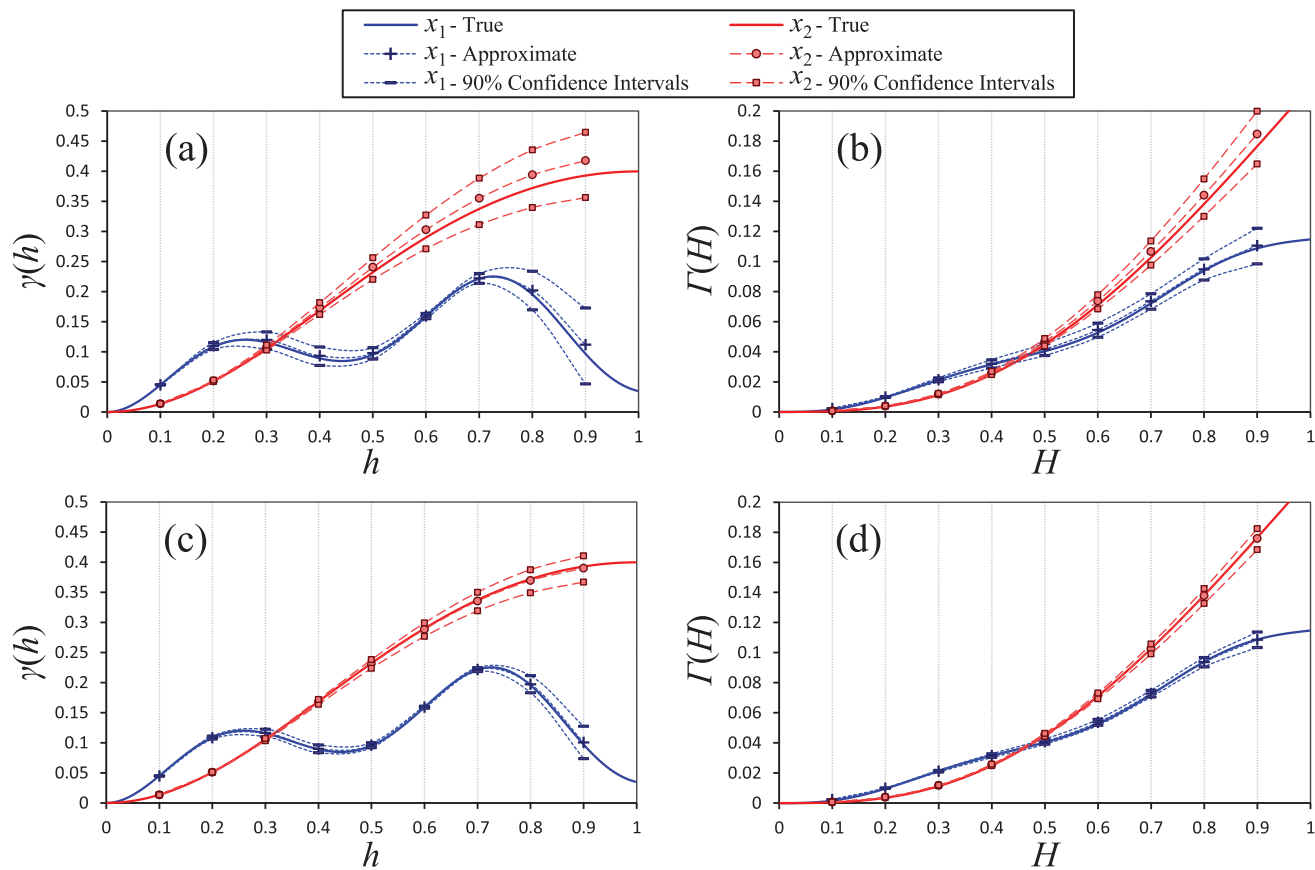 x1 - True
x2 - True
x1 - Approximate
x2 - Approximate
x1 - 90% Confidence Intervals
x2 - 90% Confidence Intervals
(a)
γ(h)
0.5
0.45
0.4
0.35
0.3
0.25
0.2
0.15
0.1
0.05
0
0 0.1 0.2 0.3 0.4 0.5 0.6 0.7 0.8 0.9 1
h
(b)
Γ(H)
0.2
0.18
0.16
0.14
0.12
0.1
0.08
0.06
0.04
0.02
0
0 0.1 0.2 0.3 0.4 0.5 0.6 0.7 0.8 0.9 1
H
(c)
γ(h)
0.5
0.45
0.4
0.35
0.3
0.25
0.2
0.15
0.1
0.05
0
0 0.1 0.2 0.3 0.4 0.5 0.6 0.7 0.8 0.9 1
h
(d)
Γ(H)
0.2
0.18
0.16
0.14
0.12
0.1
0.08
0.06
0.04
0.02
0
0 0.1 0.2 0.3 0.4 0.5 0.6 0.7 0.8 0.9 1
H